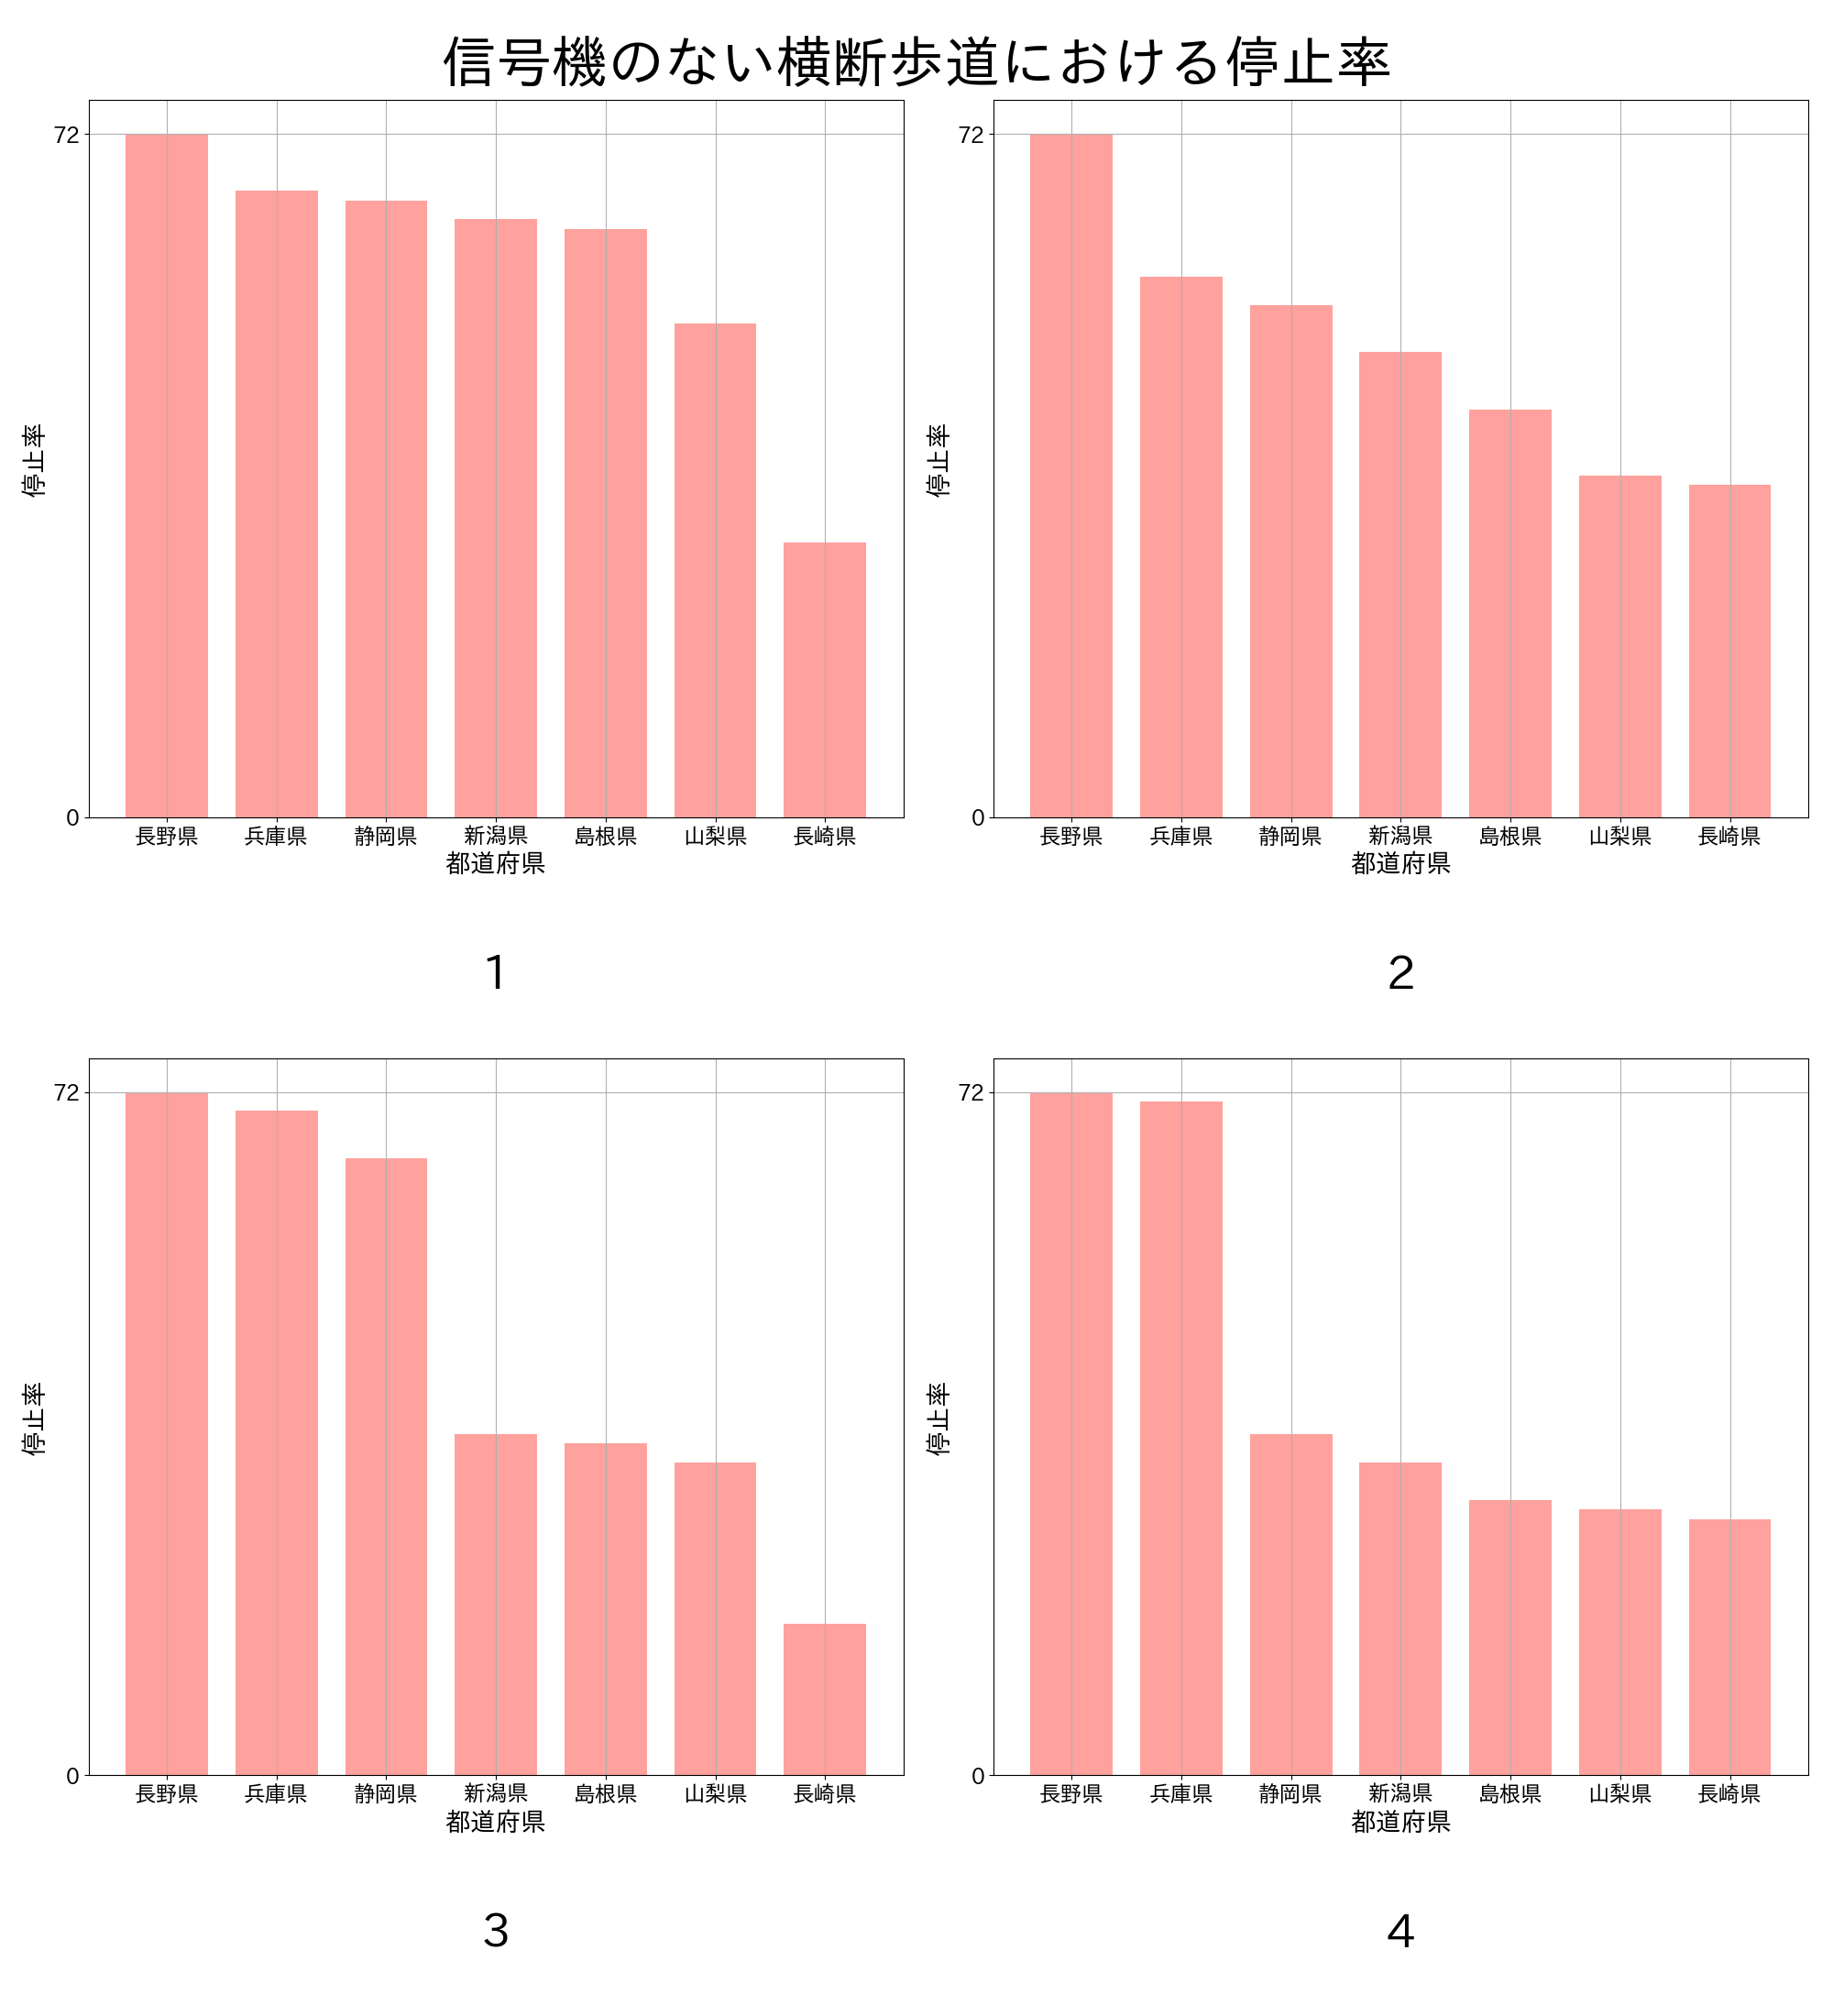 信号機のない横断歩道における停止率
72
停止率
0
長野県 兵庫県 静岡県 新潟県 島根県 山梨県 長崎県
都道府県
1
72
停止率
0
長野県 兵庫県 静岡県 新潟県 島根県 山梨県 長崎県
都道府県
2
72
停止率
0
長野県 兵庫県 静岡県 新潟県 島根県 山梨県 長崎県
都道府県
3
72
停止率
0
長野県 兵庫県 静岡県 新潟県 島根県 山梨県 長崎県
都道府県
4